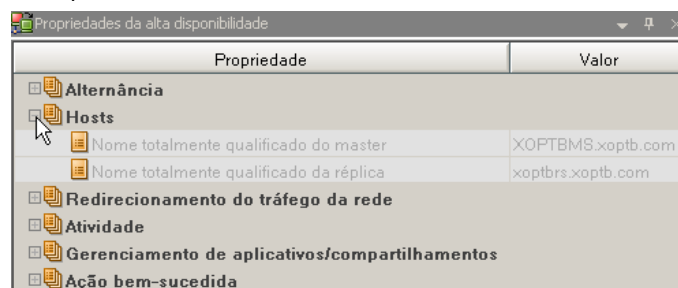 Propriedades da alta disponibilidade
Propriedade Valor
Alternância
Hosts
Nome totalmente qualificado do master XOPTBMS.xoptb.com
Nome totalmente qualificado da réplica xoptbrs.xoptb.com
Redirecionamento do tráfego da rede
Atividade
Gerenciamento de aplicativos/compartilhamentos
Ação bem-sucedida